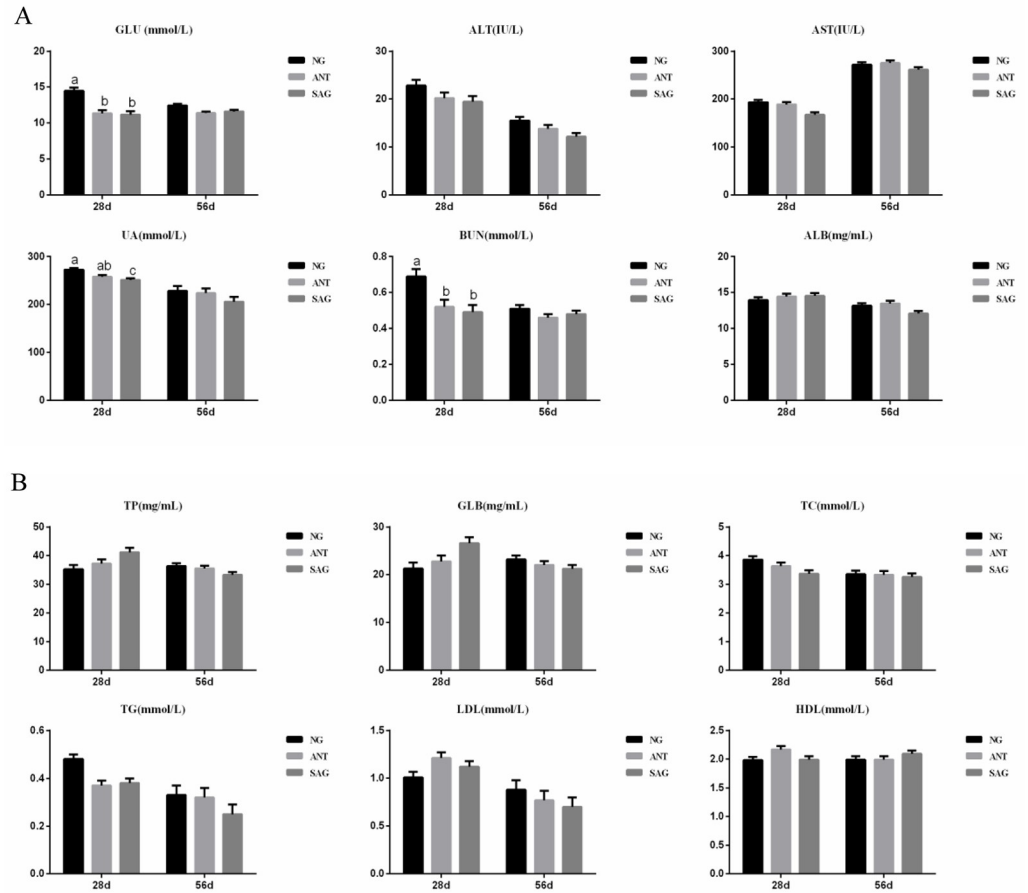 A
GLU (mmol/L)
20
15
10
5
0
a
b
b
28d
56d
NG
ANT
SAG
ALT(IU/L)
30
20
10
0
28d
56d
NG
ANT
SAG
AST(IU/L)
300
200
100
300
28d
56d
NG
ANT
SAG
UA(mmol/L)
300
200
100
0
a
ab
c
28d
56d
NG
ANT
SAG
BUN(mmol/L)
0.8
0.6
0.4
0.2
0.0
a
b
b
28d
56d
NG
ANT
SAG
ALB(mg/mL)
20
15
10
5
0
28d
56d
NG
ANT
SAG
B
TP(mg/mL)
50
40
30
20
10
0
28d
56d
NG
ANT
SAG
GLB(mg/mL)
30
20
10
0
28d
56d
NG
ANT
SAG
TC(mmol/L)
5
4
3
2
1
0
28d
56d
NG
ANT
SAG
TG(mmol/L)
0.6
0.4
0.2
0.0
28d
56d
NG
ANT
SAG
LDL(mmol/L)
1.5
1.0
0.5
0.0
28d
56d
NG
ANT
SAG
HDL(mmol/L)
2.5
2.0
1.5
1.0
0.5
0.0
28d
56d
NG
ANT
SAG